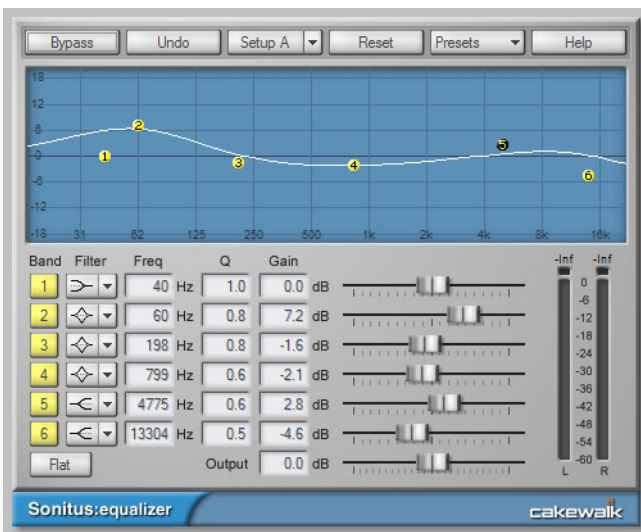 Bypass Undo Setup A Reset Presets Help
18
12
6
2
1 0 3 4 5 6
-6
-12
-18 31 62 125 250 500 1k 2k 4k 8k 16k
Band Filter Freq Q Gain -Inf -Inf
1 40 Hz 1.0 0.0 dB
2 60 Hz 0.8 7.2 dB
3 198 Hz 0.8 -1.6 dB
4 799 Hz 0.6 -2.1 dB
5 4775 Hz 0.6 2.8 dB
6 13304 Hz 0.5 -4.6 dB
Flat Output 0.0 dB
0
-6
-12
-18
-24
-30
-36
-42
-48
-54
-60
L R
Sonitus:equalizer cakewalk